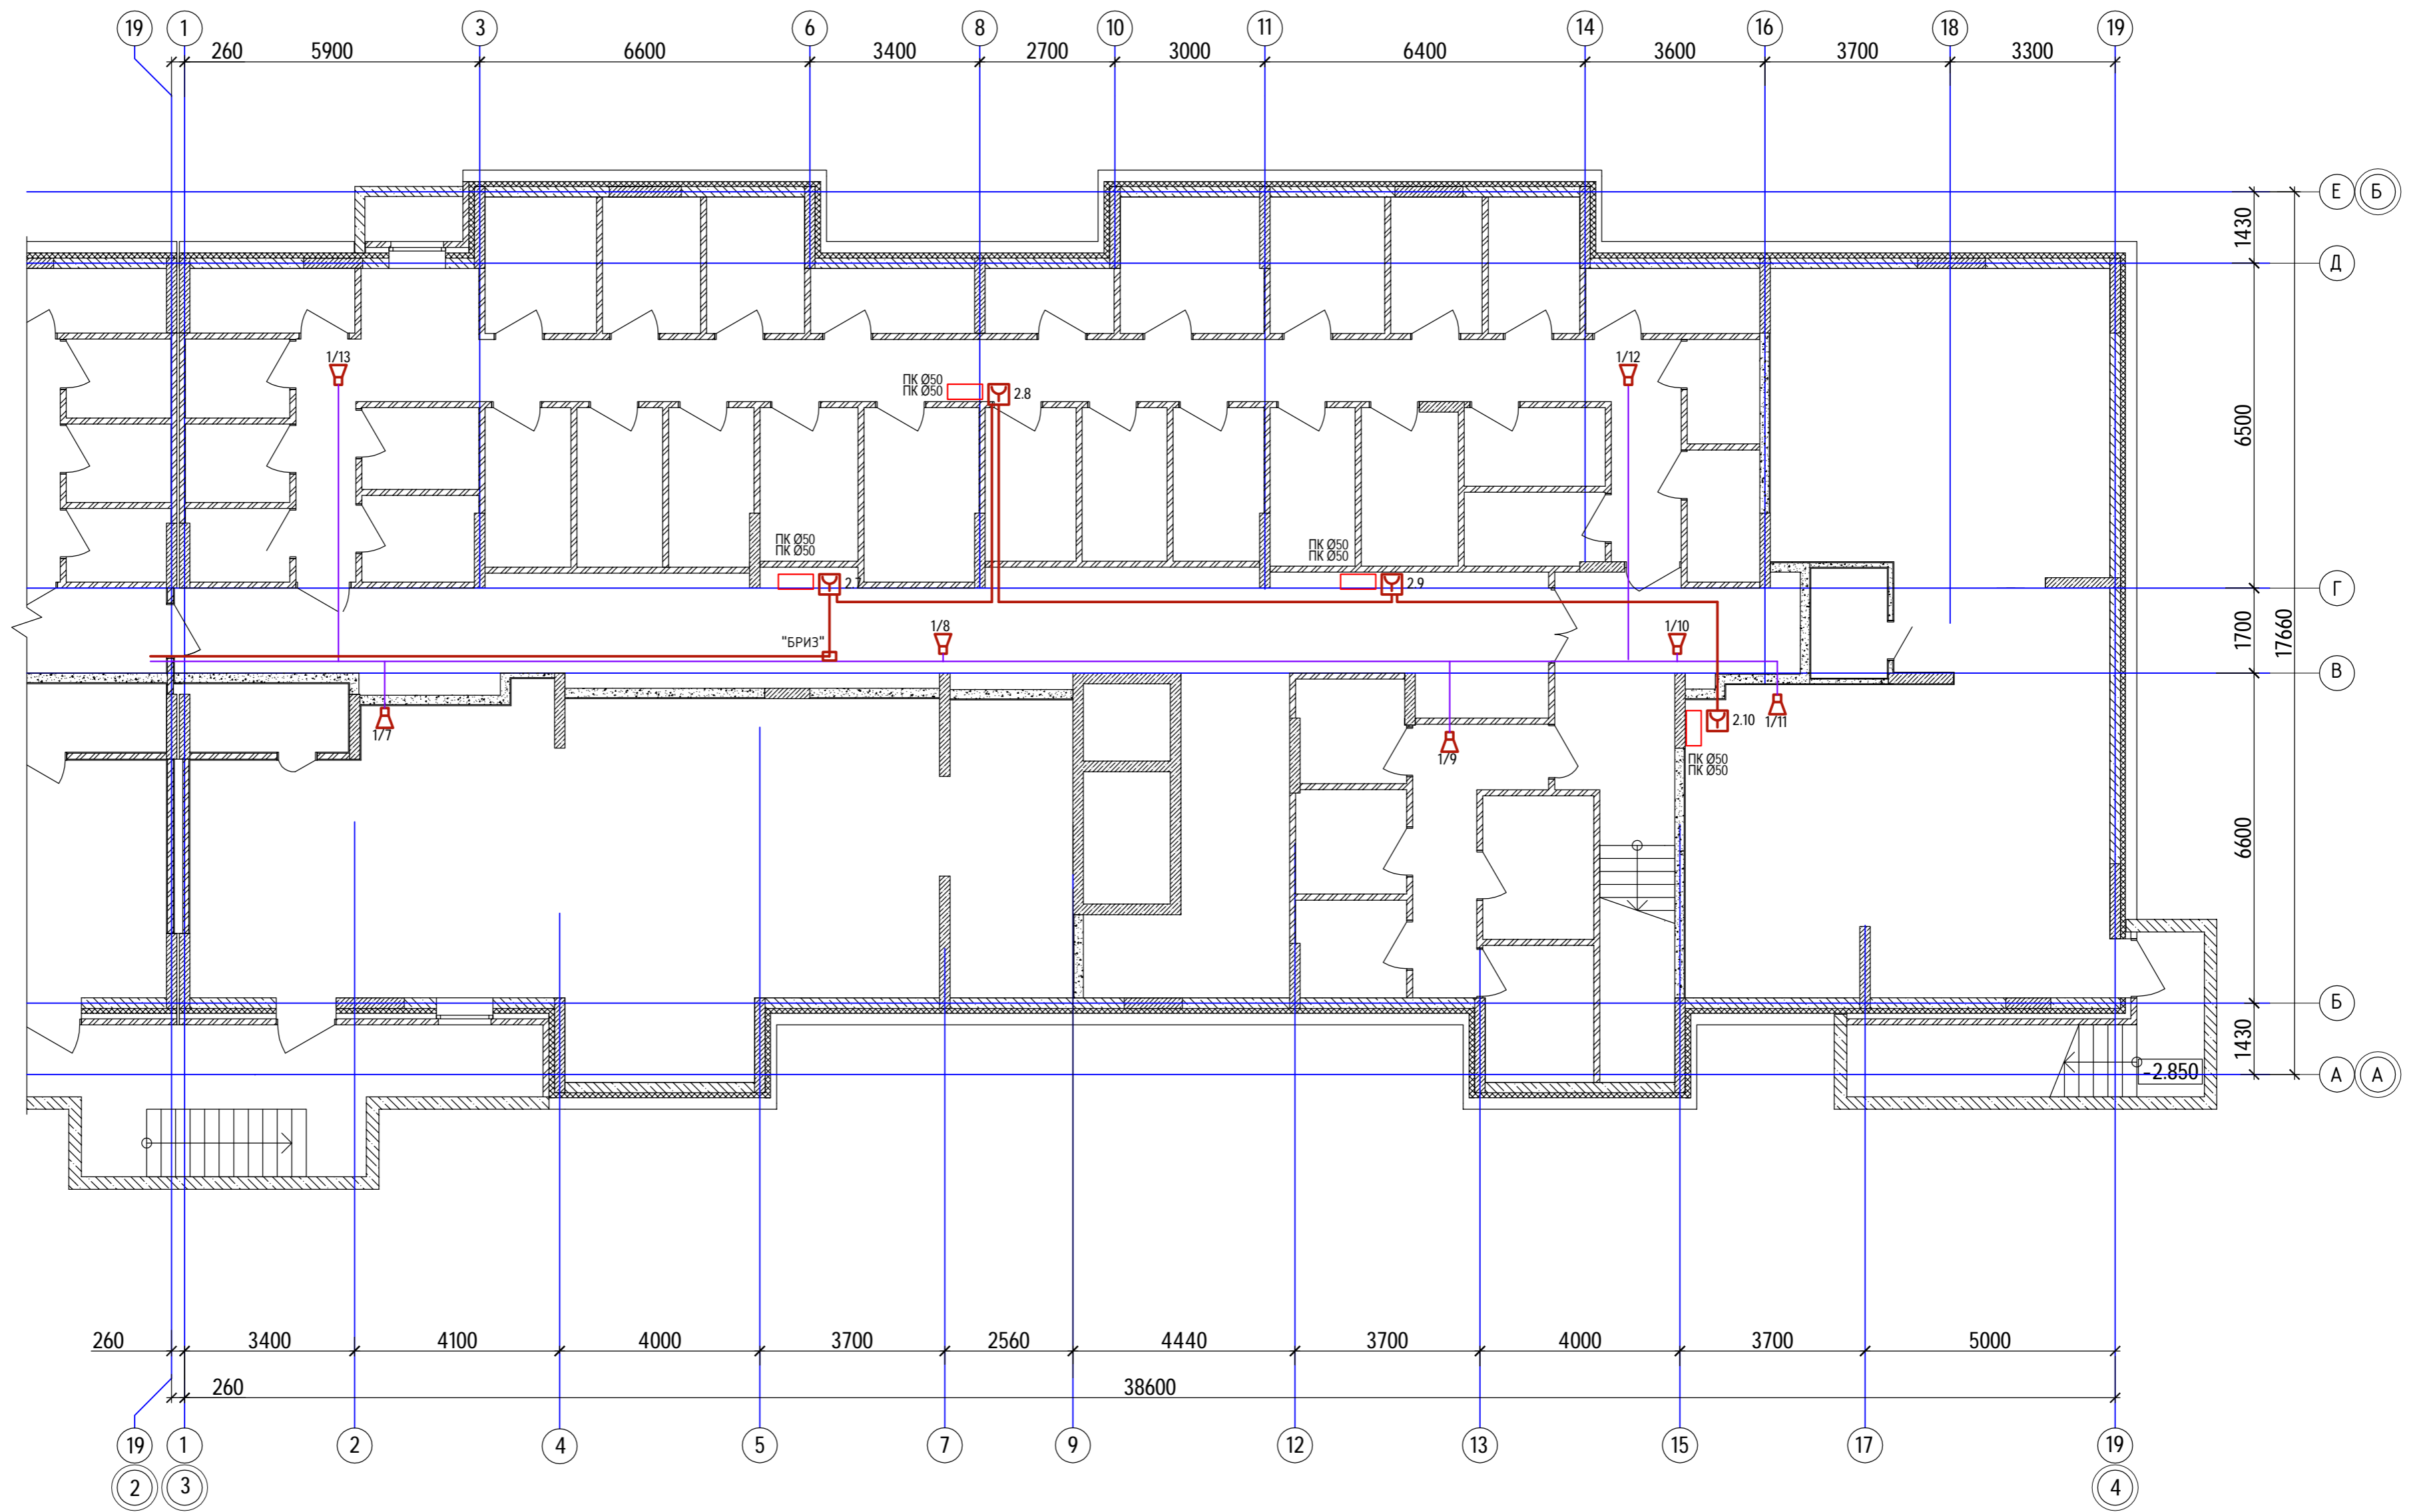 19 1 3 6 8 10 11 14 16 18 19
260 5900 6600 3400 2700 3000 6400 3600 3700 3300
Е Б
1430
Д
1/13
1/12
ПК Ø50
ПК Ø50
2.8
6500
ПК Ø50
ПК Ø50
2.7
ПК Ø50
ПК Ø50
2.9
Г
"БРИЗ"
1/8
1/10
1700
17660
В
1/7
1/9
2.10
1/11
ПК Ø50
ПК Ø50
6600
Б
1430
-2.850
А А
260 3400 4100 4000 3700 2560 4440 3700 4000 3700 5000
260 38600
19 1 2 4 5 7 9 12 13 15 17 19
2 3 4